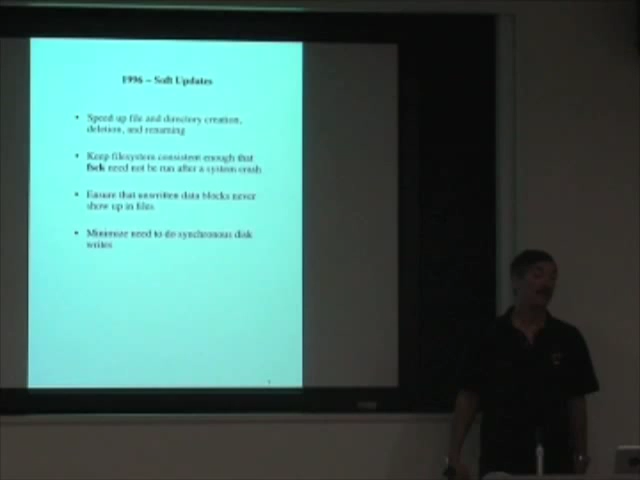 1996 – Soft Updates
• Speed up file and directory creation,
deletion, and renaming
• Keep filesystem consistent enough that
fsck need not be run after a system crash
• Ensure that unwritten data blocks never
show up in files
• Minimize need to do synchronous disk
writes